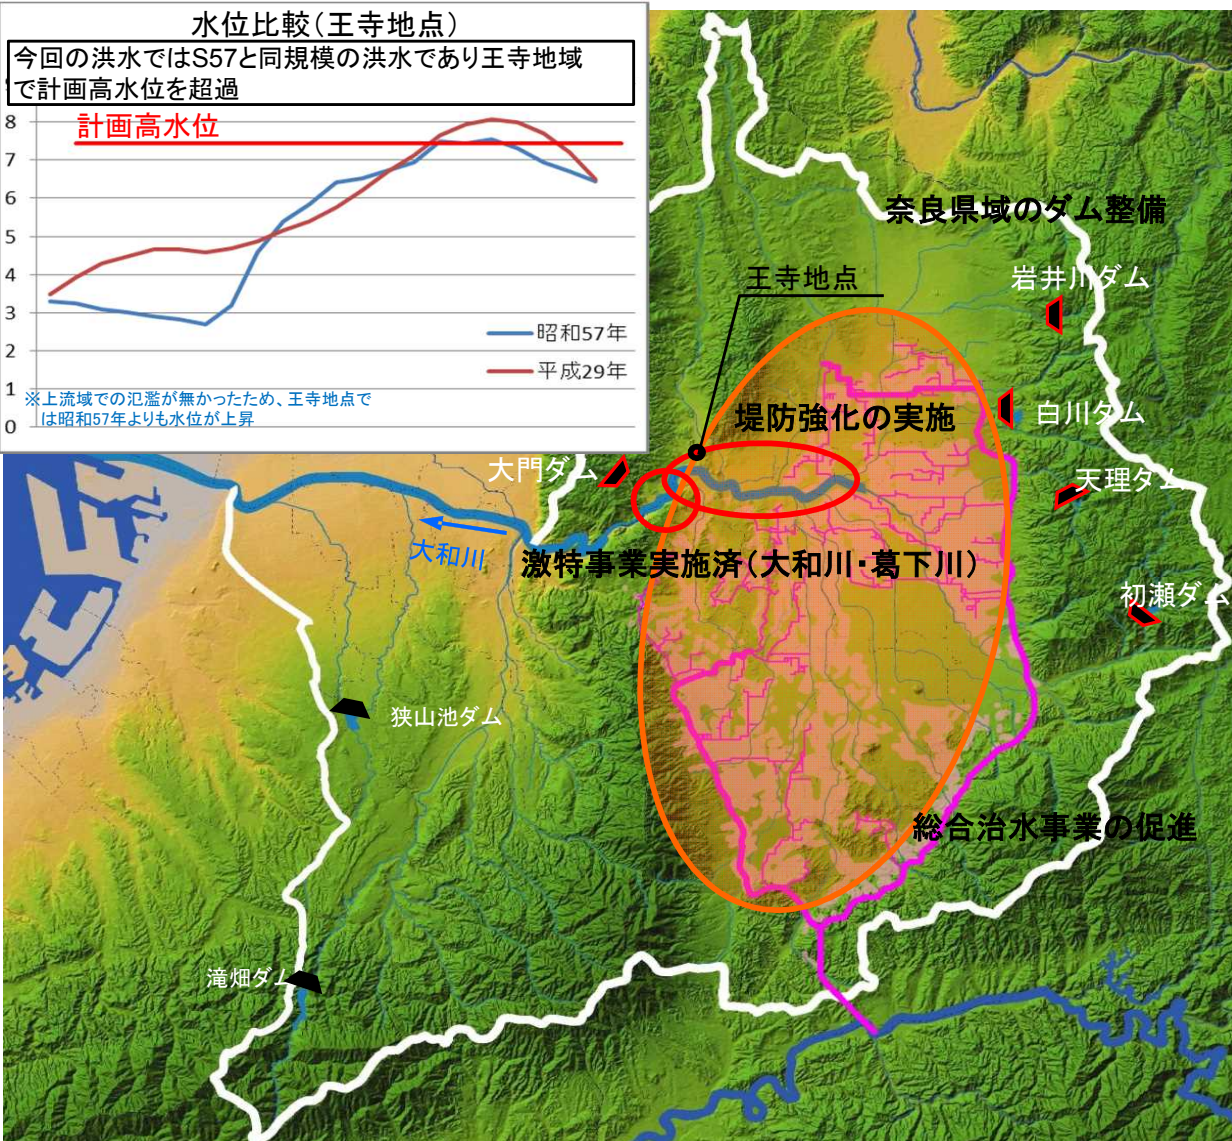 水位比較(王寺地点)
今回の洪水ではS57と同規模の洪水であり王寺地域
で計画高水位を超過
8
計画高水位
7
6
5
4
3
昭和57年
2
平成29年
1
※上流域での氾濫が無かったため、王寺地点で
は昭和57年よりも水位が上昇
0
奈良県域のダム整備
王寺地点
岩井川ダム
堤防強化の実施
白川ダム
大門ダム
天理ダム
大和川
激特事業実施済(大和川・葛下川)
初瀬ダム
狭山池ダム
総合治水事業の促進
滝畑ダム